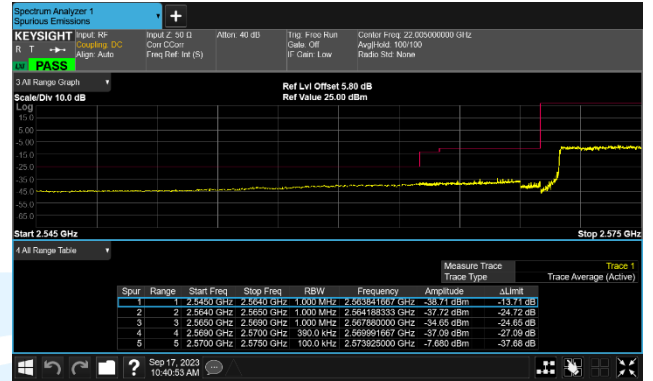 Spectrum Analyzer 1
Spurious Emissions
KEYSIGHT Input: RF Input Z: 50 Ω Atten: 40 dB Trig: Free Run Center Freq: 22.005000000 GHz
R T Coupling: DC Corr CCorr Gate: Off Avg|Hold: 100/100
Align: Auto Freq Ref: Int (S) IF Gain: Low Radio Std: None
LW PASS
3 All Range Graph
Ref Lvl Offset 5.80 dB
Scale/Div 10.0 dB Ref Value 25.00 dBm
Log
15.0
5.00
-5.00
-15.0
-25.0
-35.0
-45.0
-55.0
-65.0
Start 2.545 GHz Stop 2.575 GHz
4 All Range Table
Measure Trace Trace 1
Trace Type Trace Average (Active)
Spur Range Start Freq Stop Freq RBW Frequency Amplitude ΔLimit
1 1 2.5450 GHz 2.5640 GHz 1.000 MHz 2.563841667 GHz -38.71 dBm -13.71 dB
2 2 2.5640 GHz 2.5650 GHz 1.000 MHz 2.564188333 GHz -37.72 dBm -24.72 dB
3 3 2.5650 GHz 2.5690 GHz 1.000 MHz 2.567880000 GHz -34.65 dBm -24.65 dB
4 4 2.5690 GHz 2.5700 GHz 390.0 kHz 2.569991667 GHz -37.09 dBm -27.09 dB
5 5 2.5700 GHz 2.5750 GHz 100.0 kHz 2.573925000 GHz -7.680 dBm -37.68 dB
Sep 17, 2023
10:40:53 AM